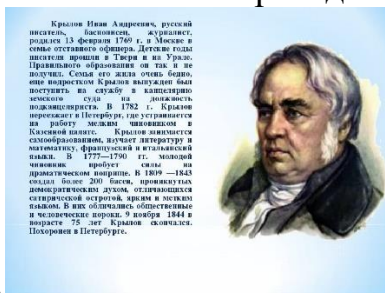 Крылов Иван Андреевич, русский
писатель, баснописец, журналист,
родился 13 февраля 1769 г. в Москве в
семье отставного офицера. Детские годы
писателя прошли в Твери и на Урале.
Правильного образования он так и не
получил. Семья его жила очень бедно,
еще подростком Крылов вынужден был
поступить на службу в канцелярию
земского суда на должность
подканцеляриста. В 1782 г. Крылов
переезжает в Петербург, где устраивается
на работу мелким чиновником в
Казенной палате. Крылов занимается
самообразованием, изучает литературу и
математику, французский и итальянский
языки. В 1777—1790 гг. молодой
чиновник пробует силы на
драматическом поприще. В 1809 —1843
создал более 200 басен, проникнутых
демократическим духом, отличающихся
сатирической остротой, ярким и метким
языком. В них обличались общественные
и человеческие пороки. 9 ноября 1844 в
возрасте 75 лет Крылов скончался.
Похоронен в Петербурге.